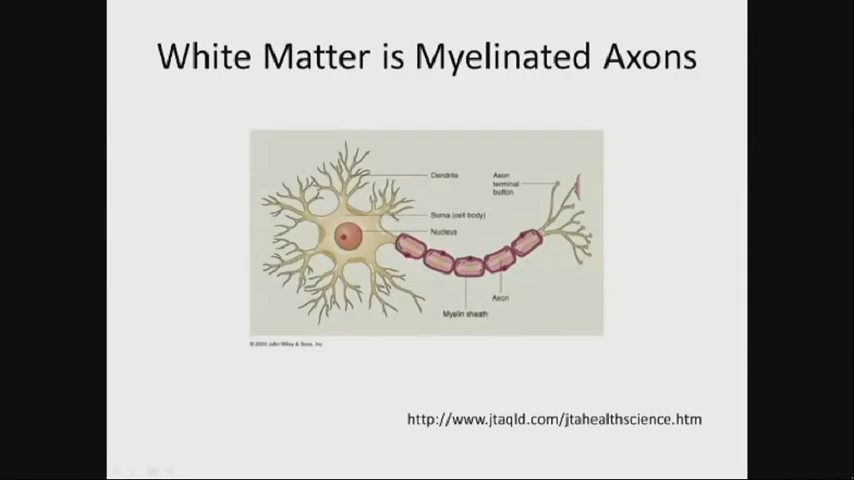 White Matter is Myelinated Axons
Dendrite
Axon
terminal
button
Soma (cell body)
Nucleus
Axon
Myelin sheath
© 2000 John Wiley & Sons, Inc.
http://www.jtaqld.com/jtahealthscience.htm